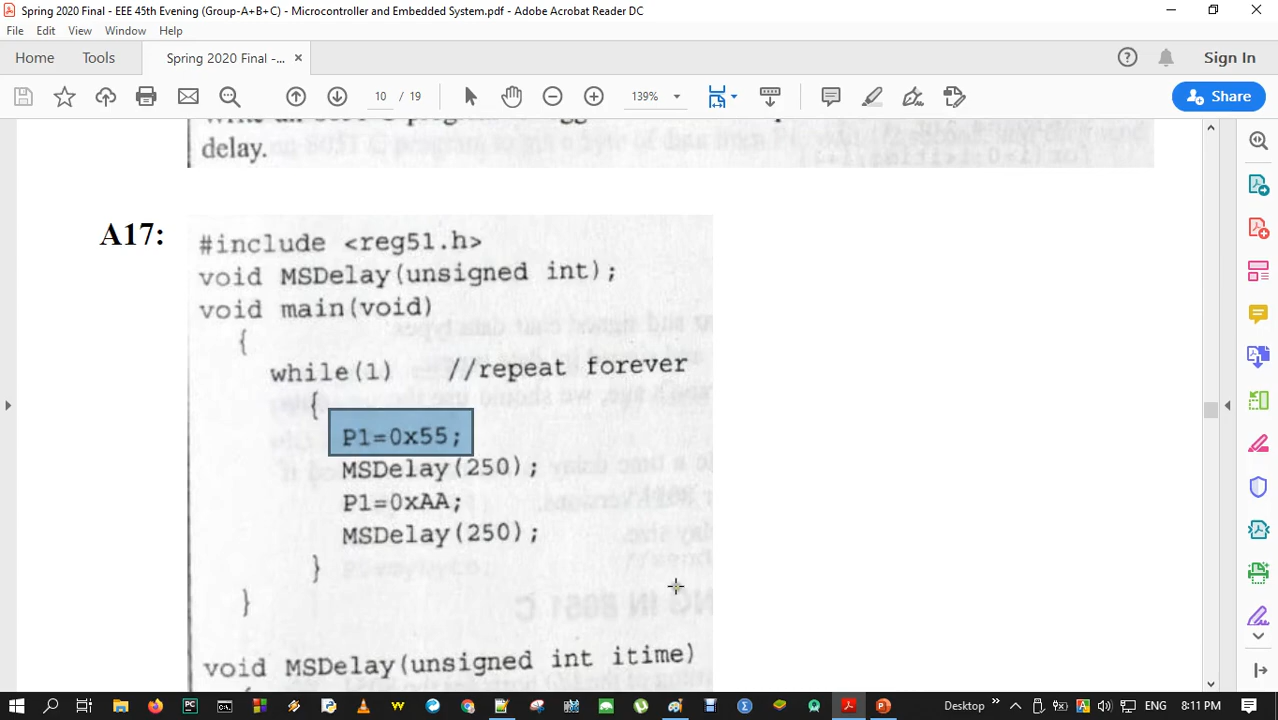 Spring 2020 Final - EEE 45th Evening (Group-A+B+C) - Microcontroller and Embedded System.pdf - Adobe Acrobat Reader DC
File Edit View Window Help
Home Tools Spring 2020 Final -... × Sign In
10 / 19 139% Share
delay.
A17:
#include <reg51.h>
void MSDelay(unsigned int);
void main(void)
{
while(1) //repeat forever
{
P1=0x55;
MSDelay(250);
P1=0xAA;
MSDelay(250);
}
}
void MSDelay(unsigned int itime)
Desktop ENG 8:11 PM